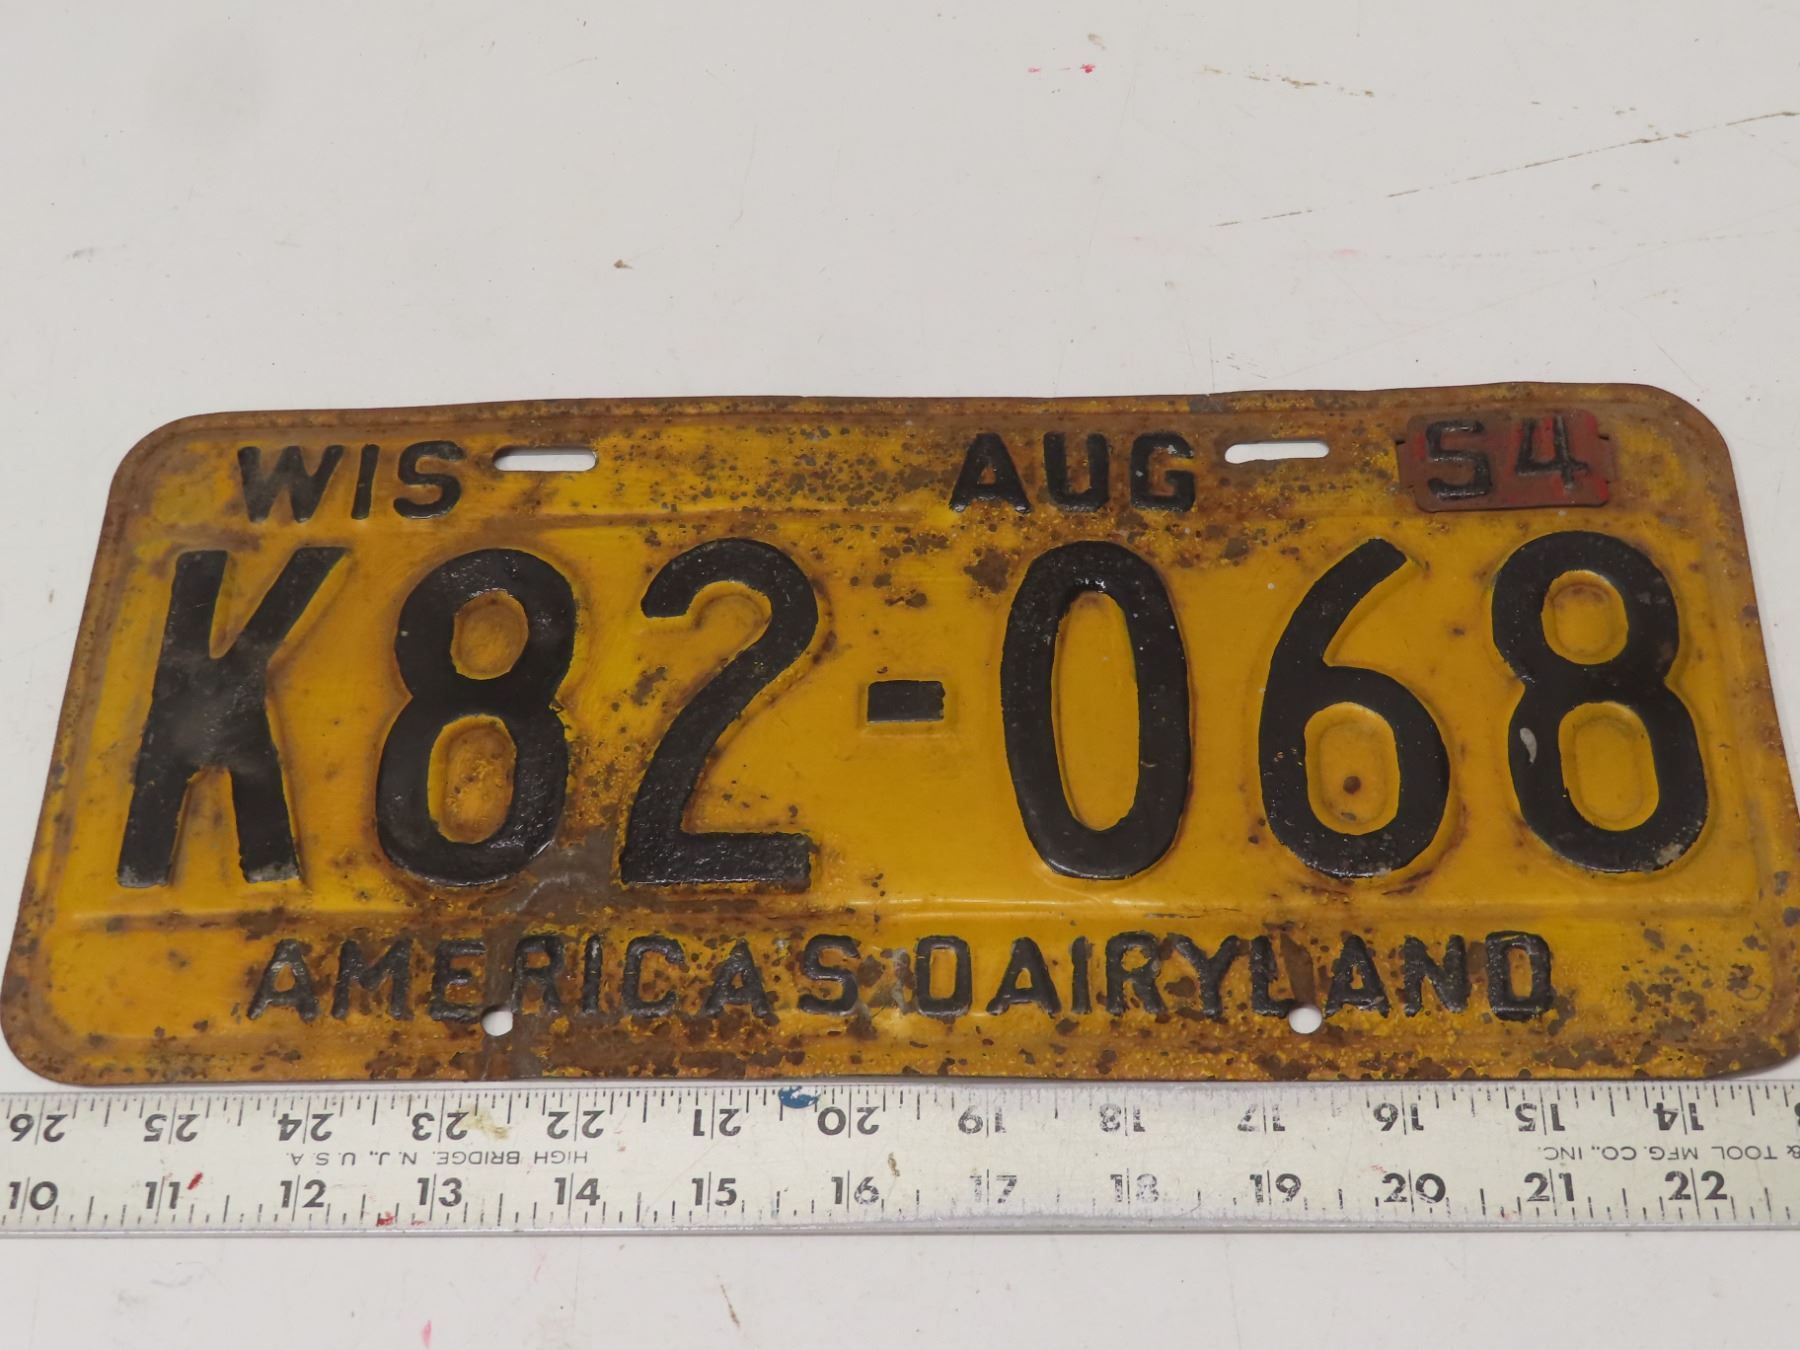 WIS AUG 54
K82-068
AMERICAS DAIRYLAND
26 25 24 23 22 21 20 19 18 17 16 15 14
HIGH BRIDGE, N.J., U.S.A. & TOOL MFG. CO., INC.
10 11 12 13 14 15 16 17 18 19 20 21 22